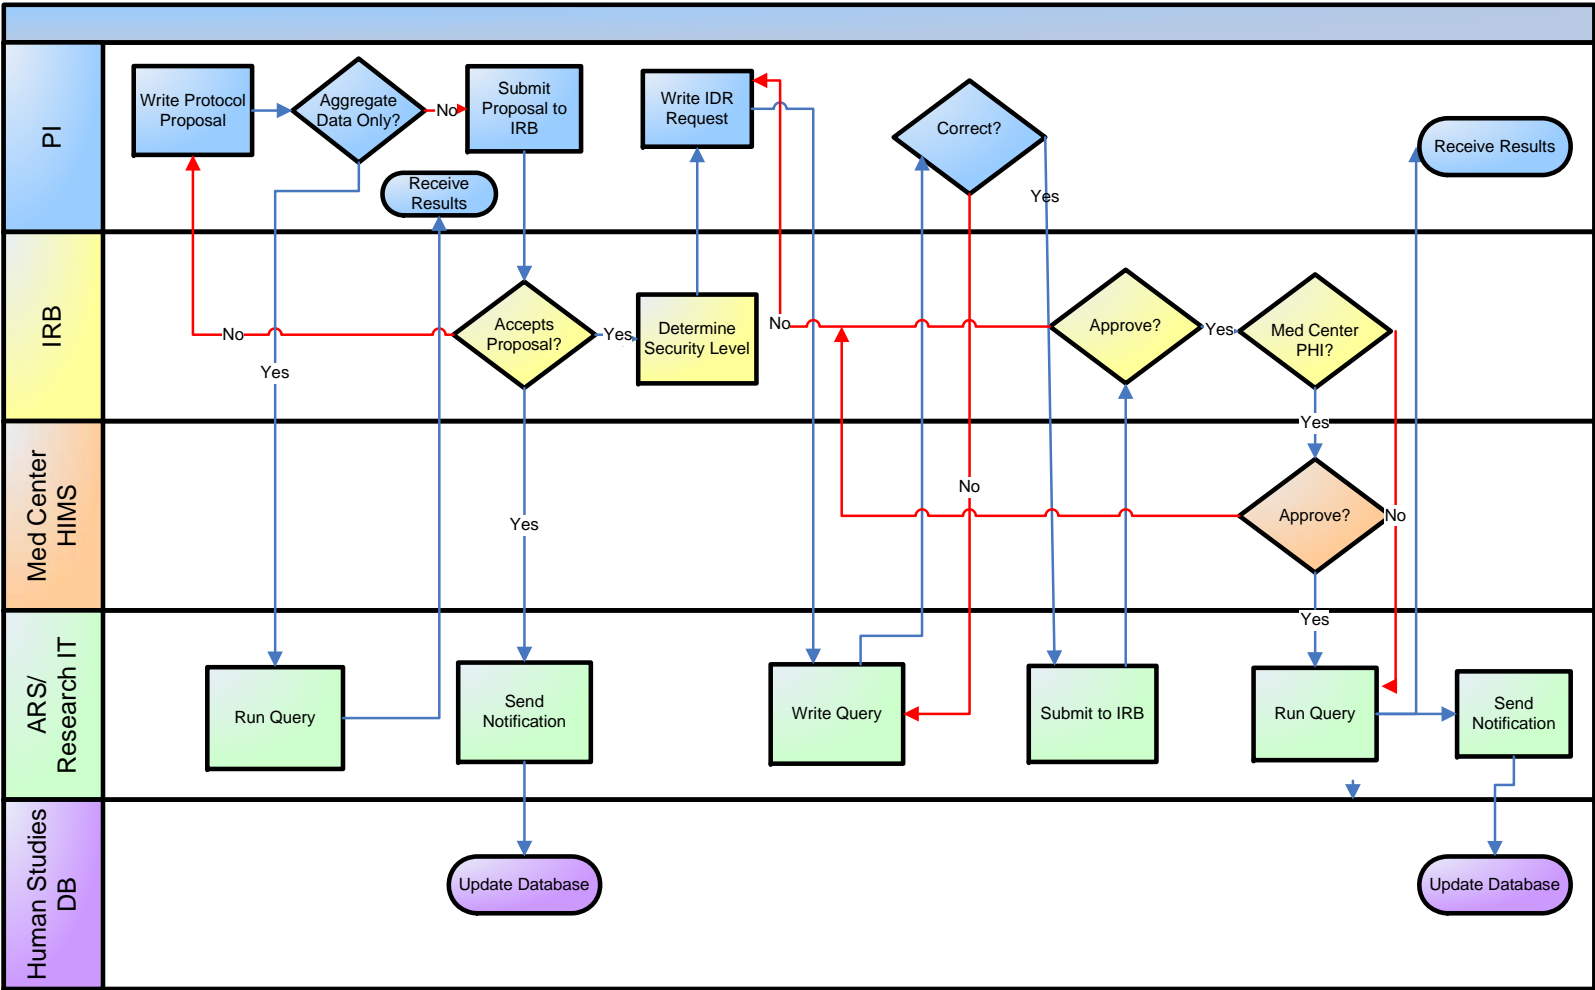 PI
Write Protocol
Proposal
Aggregate
Data Only?
No
Submit
Proposal to
IRB
Write IDR
Request
Correct?
Receive Results
Receive
Results
Yes
IRB
No
Yes
Accepts
Proposal?
Yes
Determine
Security Level
No
Approve?
Yes
Med Center
PHI?
Yes
Med Center
HIMS
Yes
No
Approve?
No
Yes
ARS/
Research IT
Run Query
Send
Notification
Write Query
Submit to IRB
Run Query
Send
Notification
Human Studies
DB
Update Database
Update Database